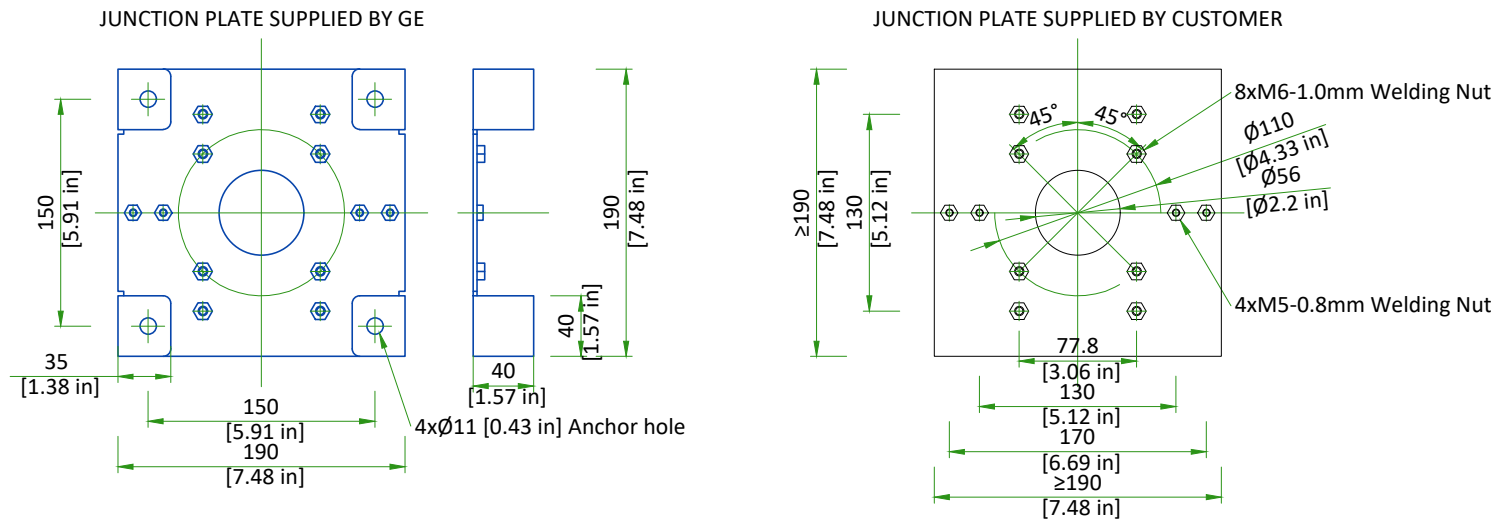 JUNCTION PLATE SUPPLIED BY GE
150
[5.91 in]
190
[7.48 in]
40
[1.57 in]
35
[1.38 in]
40
[1.57 in]
150
[5.91 in]
4xØ11 [0.43 in] Anchor hole
190
[7.48 in]
JUNCTION PLATE SUPPLIED BY CUSTOMER
8xM6-1.0mm Welding Nut
45°
45°
Ø110
[Ø4.33 in]
Ø56
[Ø2.2 in]
≥190
[7.48 in]
130
[5.12 in]
4xM5-0.8mm Welding Nut
77.8
[3.06 in]
130
[5.12 in]
170
[6.69 in]
≥190
[7.48 in]